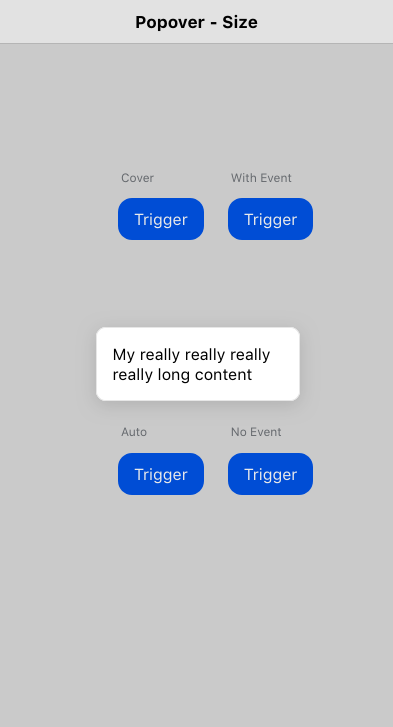 Popover - Size
Cover
With Event
Trigger
Trigger
My really really really
really long content
Auto
No Event
Trigger
Trigger